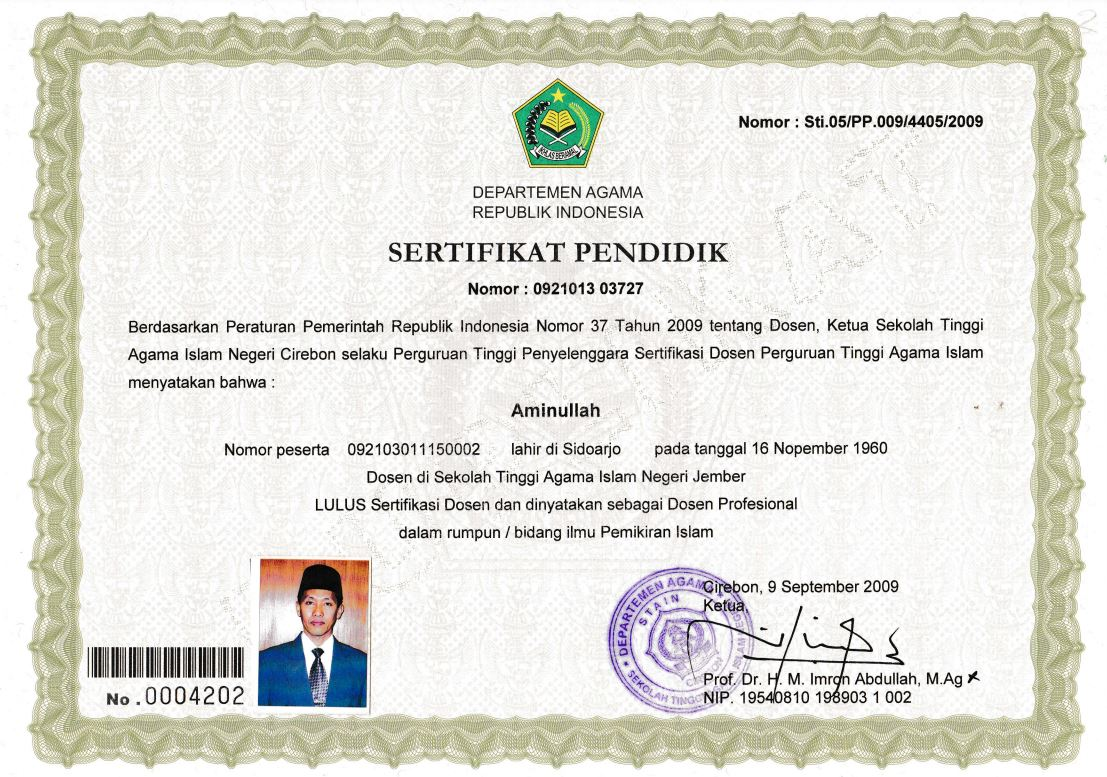 IKHLAS BERAMAL
Nomor : Sti.05/PP.009/4405/2009
DEPARTEMEN AGAMA
REPUBLIK INDONESIA
SERTIFIKAT PENDIDIK
Nomor : 0921013 03727
Berdasarkan Peraturan Pemerintah Republik Indonesia Nomor 37 Tahun 2009 tentang Dosen, Ketua Sekolah Tinggi
Agama Islam Negeri Cirebon selaku Perguruan Tinggi Penyelenggara Sertifikasi Dosen Perguruan Tinggi Agama Islam
menyatakan bahwa :
Aminullah
Nomor peserta 092103011150002 lahir di Sidoarjo pada tanggal 16 Nopember 1960
Dosen di Sekolah Tinggi Agama Islam Negeri Jember
LULUS Sertifikasi Dosen dan dinyatakan sebagai Dosen Profesional
dalam rumpun / bidang ilmu Pemikiran Islam
Cirebon, 9 September 2009
Ketua,
DEPARTEMEN AGAMA
STAIN
CIREBON
SEKOLAH TINGGI ISLAM
Prof. Dr. H. M. Imron Abdullah, M.Ag
NIP. 19540810 198903 1 002
No. 0004202
2